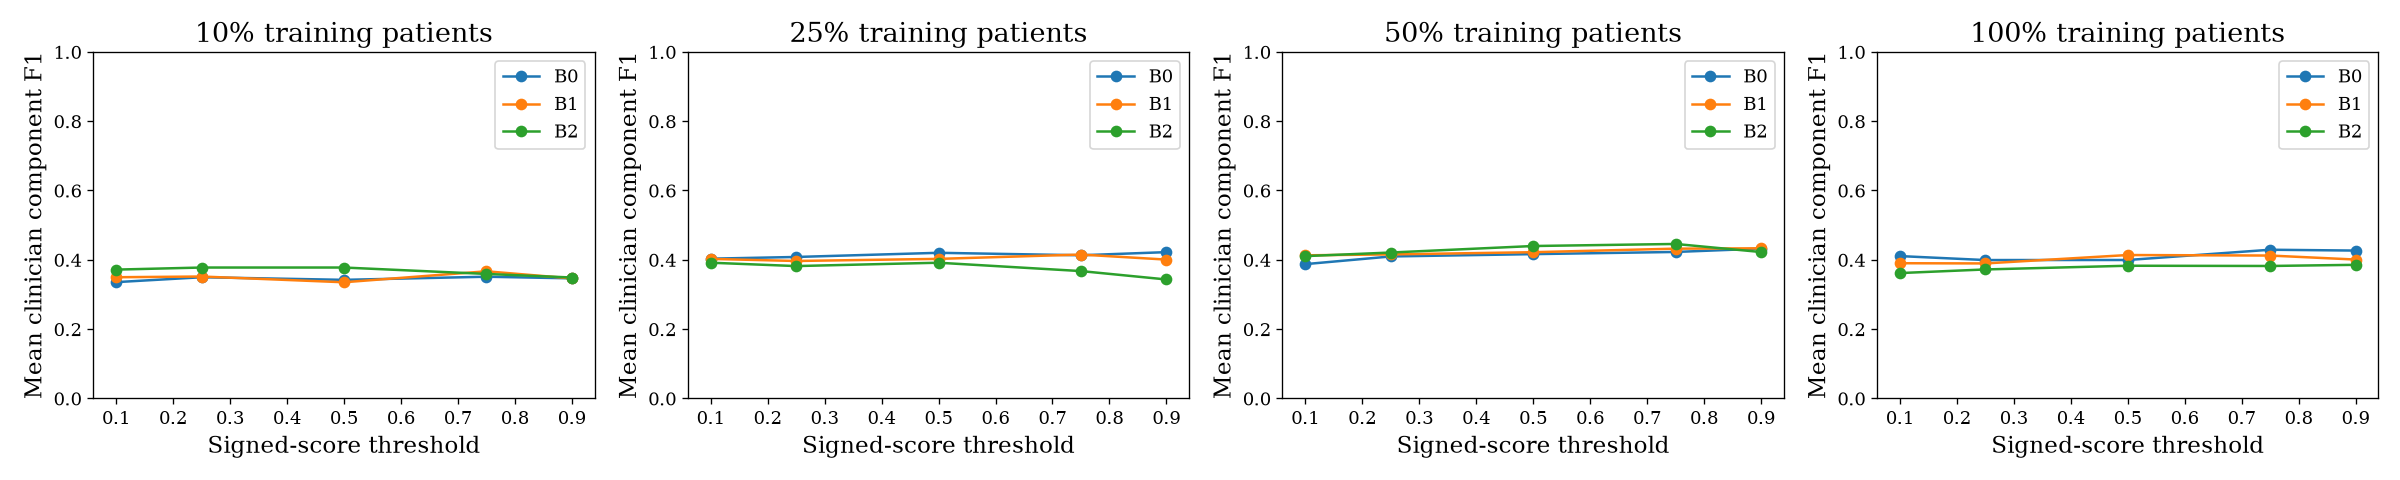 10% training patients
Mean clinician component F1
1.0
0.8
0.6
0.4
0.2
0.0
B0
B1
B2
0.1 0.2 0.3 0.4 0.5 0.6 0.7 0.8 0.9
Signed-score threshold
25% training patients
Mean clinician component F1
1.0
0.8
0.6
0.4
0.2
0.0
B0
B1
B2
0.1 0.2 0.3 0.4 0.5 0.6 0.7 0.8 0.9
Signed-score threshold
50% training patients
Mean clinician component F1
1.0
0.8
0.6
0.4
0.2
0.0
B0
B1
B2
0.1 0.2 0.3 0.4 0.5 0.6 0.7 0.8 0.9
Signed-score threshold
100% training patients
Mean clinician component F1
1.0
0.8
0.6
0.4
0.2
0.0
B0
B1
B2
0.1 0.2 0.3 0.4 0.5 0.6 0.7 0.8 0.9
Signed-score threshold